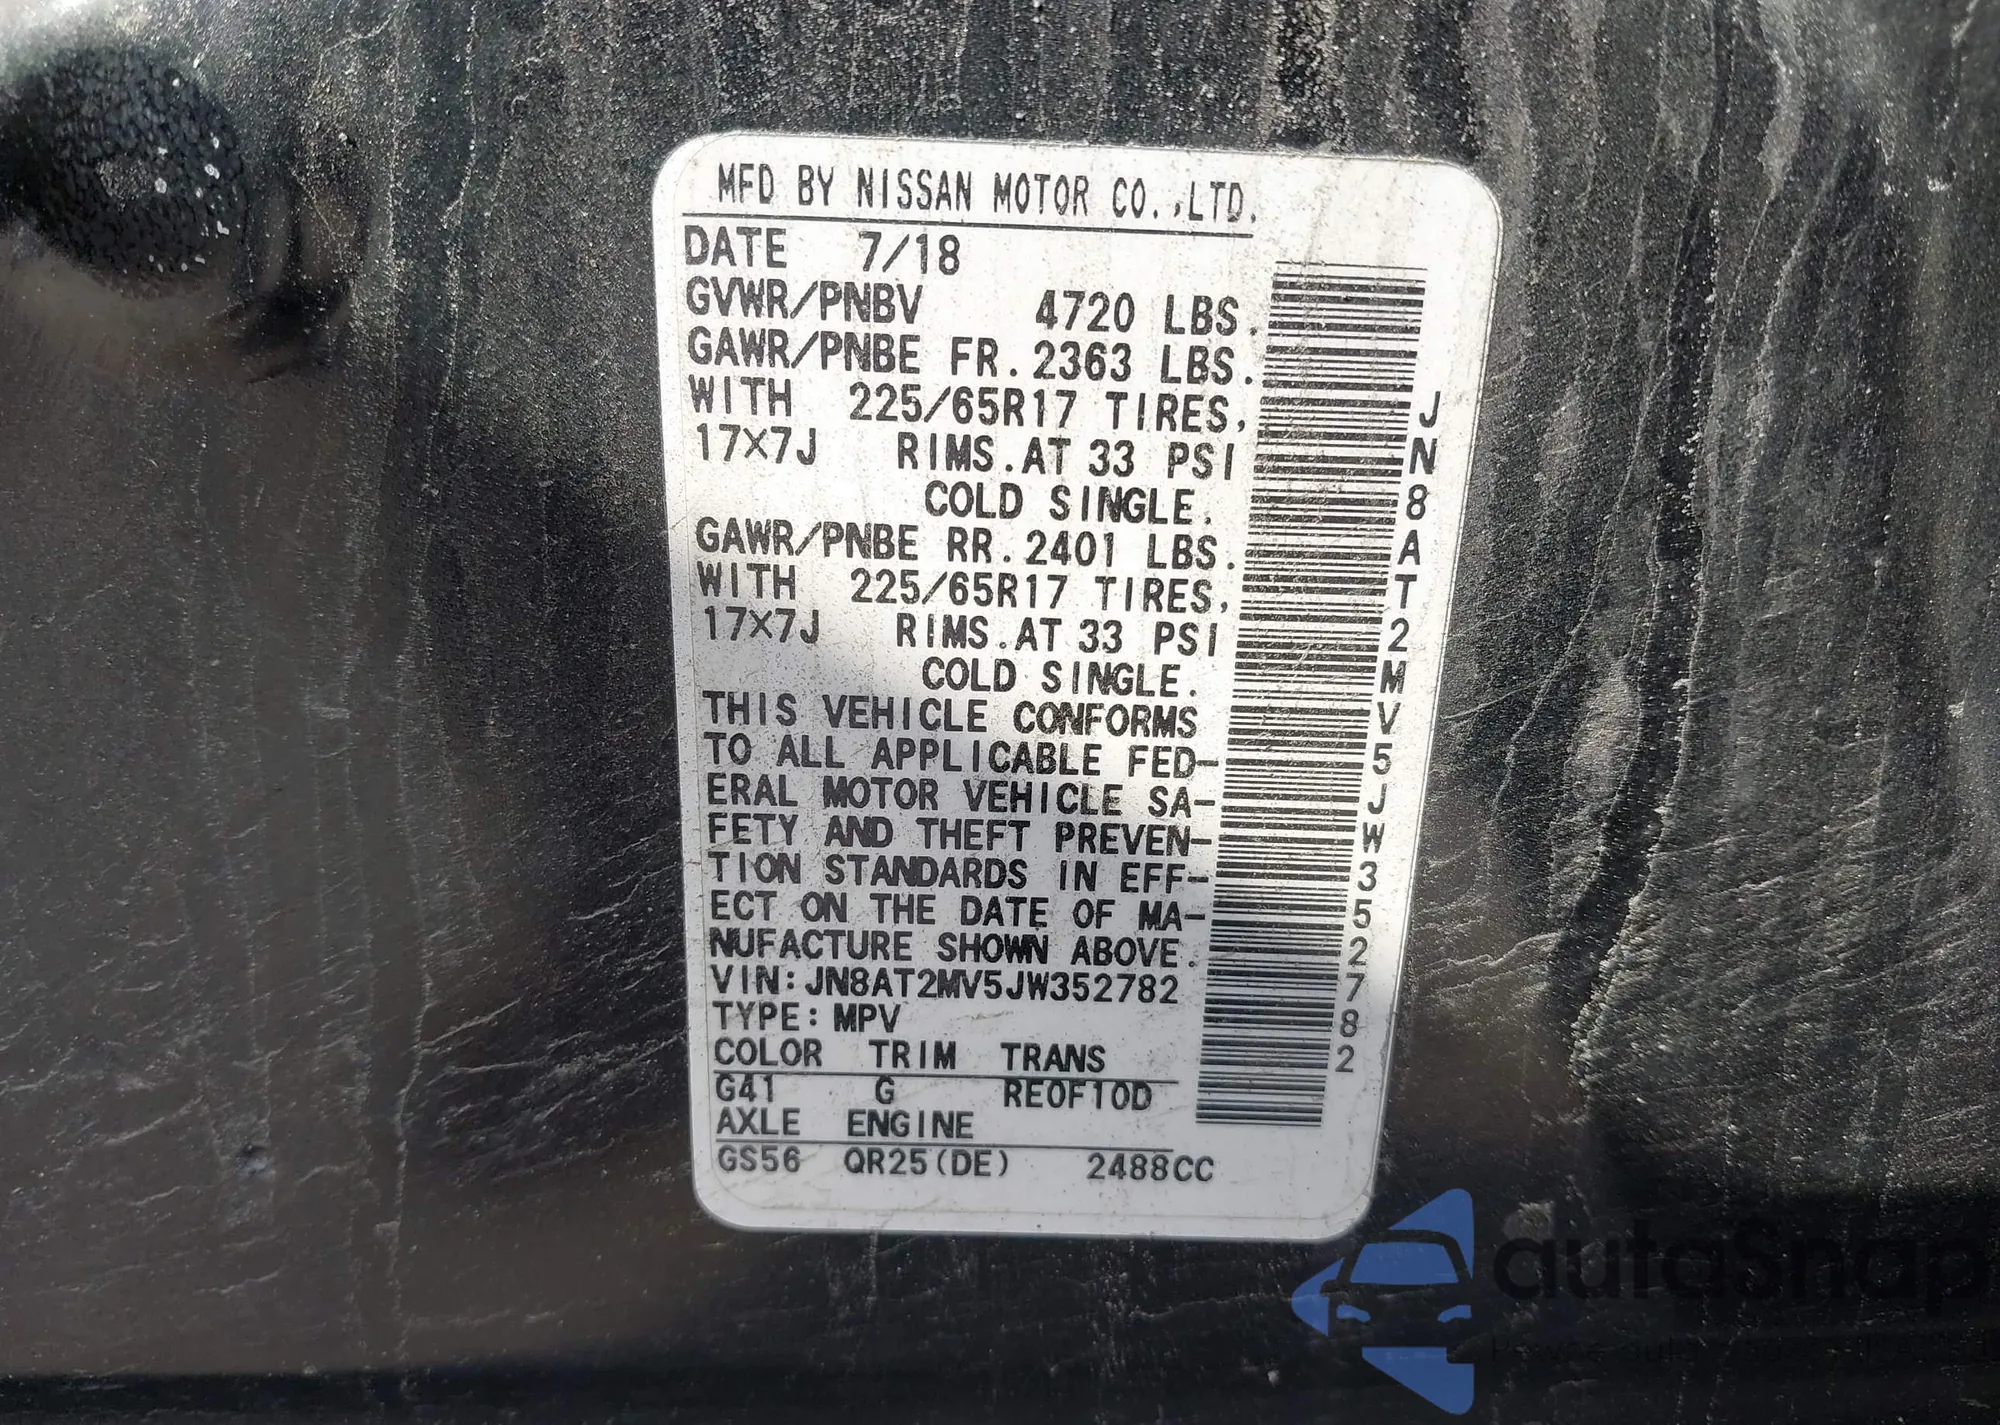 MFD BY NISSAN MOTOR CO.,LTD.
DATE 7/18
GVWR/PNBV 4720 LBS.
GAWR/PNBE FR.2363 LBS.
WITH 225/65R17 TIRES,
17×7J RIMS.AT 33 PSI
COLD SINGLE.
GAWR/PNBE RR.2401 LBS.
WITH 225/65R17 TIRES,
17×7J RIMS.AT 33 PSI
COLD SINGLE.
THIS VEHICLE CONFORMS
TO ALL APPLICABLE FED-
ERAL MOTOR VEHICLE SA-
FETY AND THEFT PREVEN-
TION STANDARDS IN EFF-
ECT ON THE DATE OF MA-
NUFACTURE SHOWN ABOVE.
VIN:JN8AT2MV5JW352782
TYPE:MPV
COLOR TRIM TRANS
G41 G RE0F10D
AXLE ENGINE
GS56 QR25(DE) 2488CC
JN8AT2MV5JW352782
autoSnap